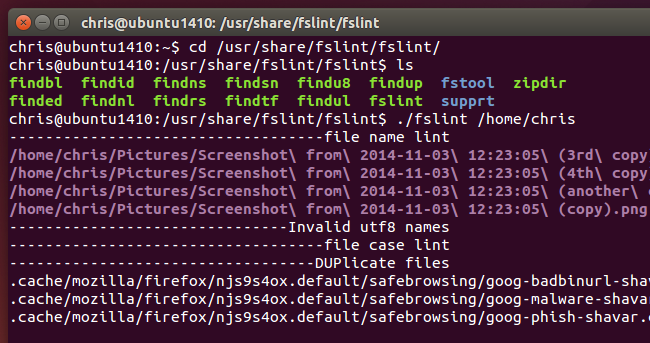 chris@ubuntu1410: /usr/share/fslint/fslint
chris@ubuntu1410:~$ cd /usr/share/fslint/fslint/
chris@ubuntu1410:/usr/share/fslint/fslint$ ls
findbl findid findns findsn findu8 findup fstool zipdir
finded findnl findrs findtf findul fslint supprt
chris@ubuntu1410:/usr/share/fslint/fslint$ ./fslint /home/chris
-----------------------------------file name lint
/home/chris/Pictures/Screenshot\ from\ 2014-11-03\ 12:23:05\ (3rd\ copy
/home/chris/Pictures/Screenshot\ from\ 2014-11-03\ 12:23:05\ (4th\ copy
/home/chris/Pictures/Screenshot\ from\ 2014-11-03\ 12:23:05\ (another\
/home/chris/Pictures/Screenshot\ from\ 2014-11-03\ 12:23:05\ (copy).png
-------------------------------Invalid utf8 names
-----------------------------------file case lint
----------------------------------DUPlicate files
.cache/mozilla/firefox/njs9s4ox.default/safebrowsing/goog-badbinurl-shav
.cache/mozilla/firefox/njs9s4ox.default/safebrowsing/goog-malware-shavar
.cache/mozilla/firefox/njs9s4ox.default/safebrowsing/goog-phish-shavar.